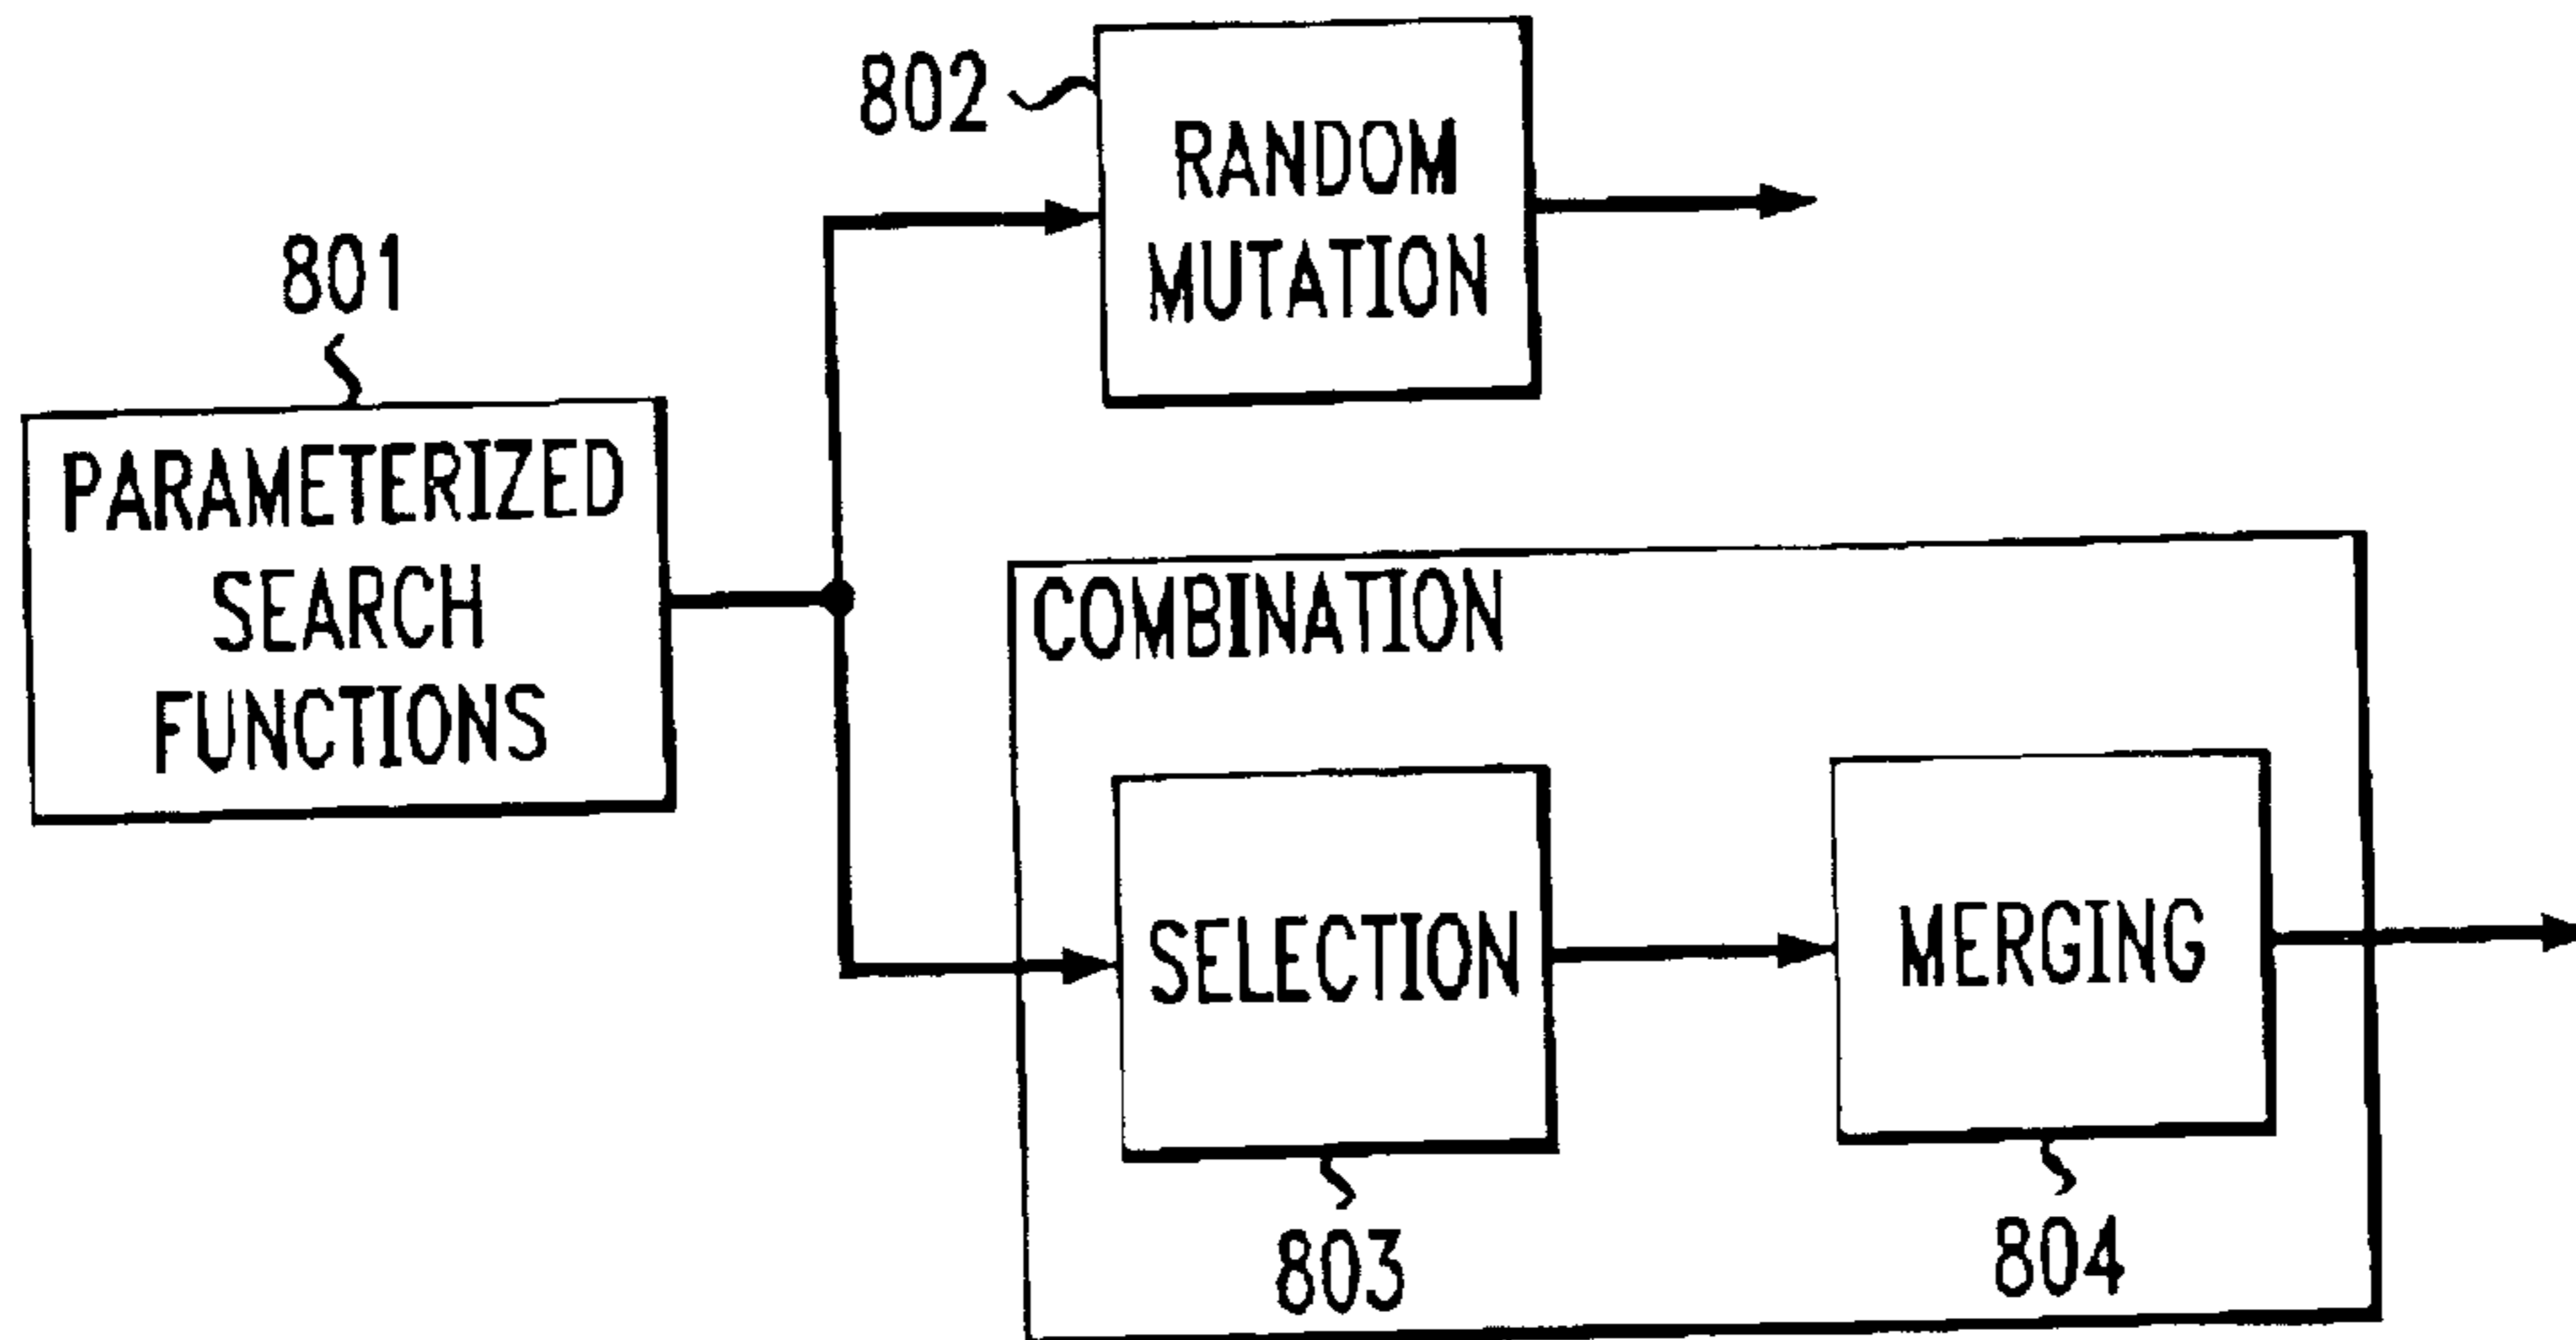 802
RANDOM
MUTATION
801
PARAMETERIZED
SEARCH
FUNCTIONS
COMBINATION
SELECTION
MERGING
803
804